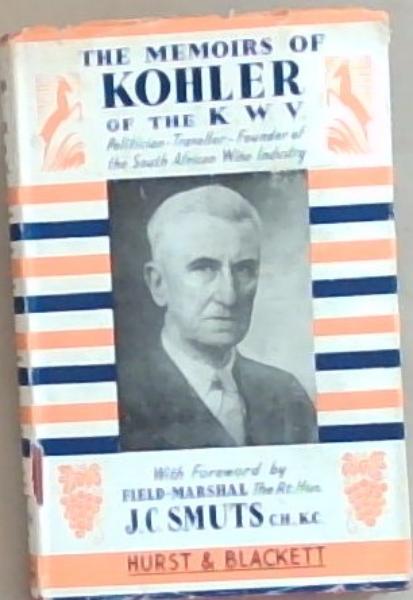 THE MEMOIRS OF
KOHLER
OF THE K W V
Politician - Traveller - Founder of
the South African Wine Industry
With Foreword by
FIELD-MARSHAL The Rt. Hon.
J.C. SMUTS C.H., K.C.
HURST & BLACKETT